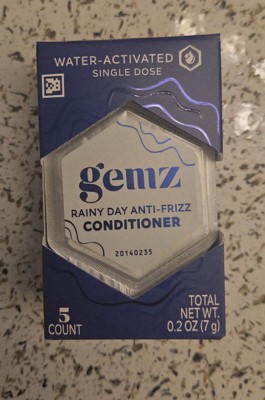 WATER-ACTIVATED
SINGLE DOSE
gemz
RAINY DAY ANTI-FRIZZ
CONDITIONER
20140235
5
COUNT
TOTAL
NET WT.
0.2 OZ (7 g)